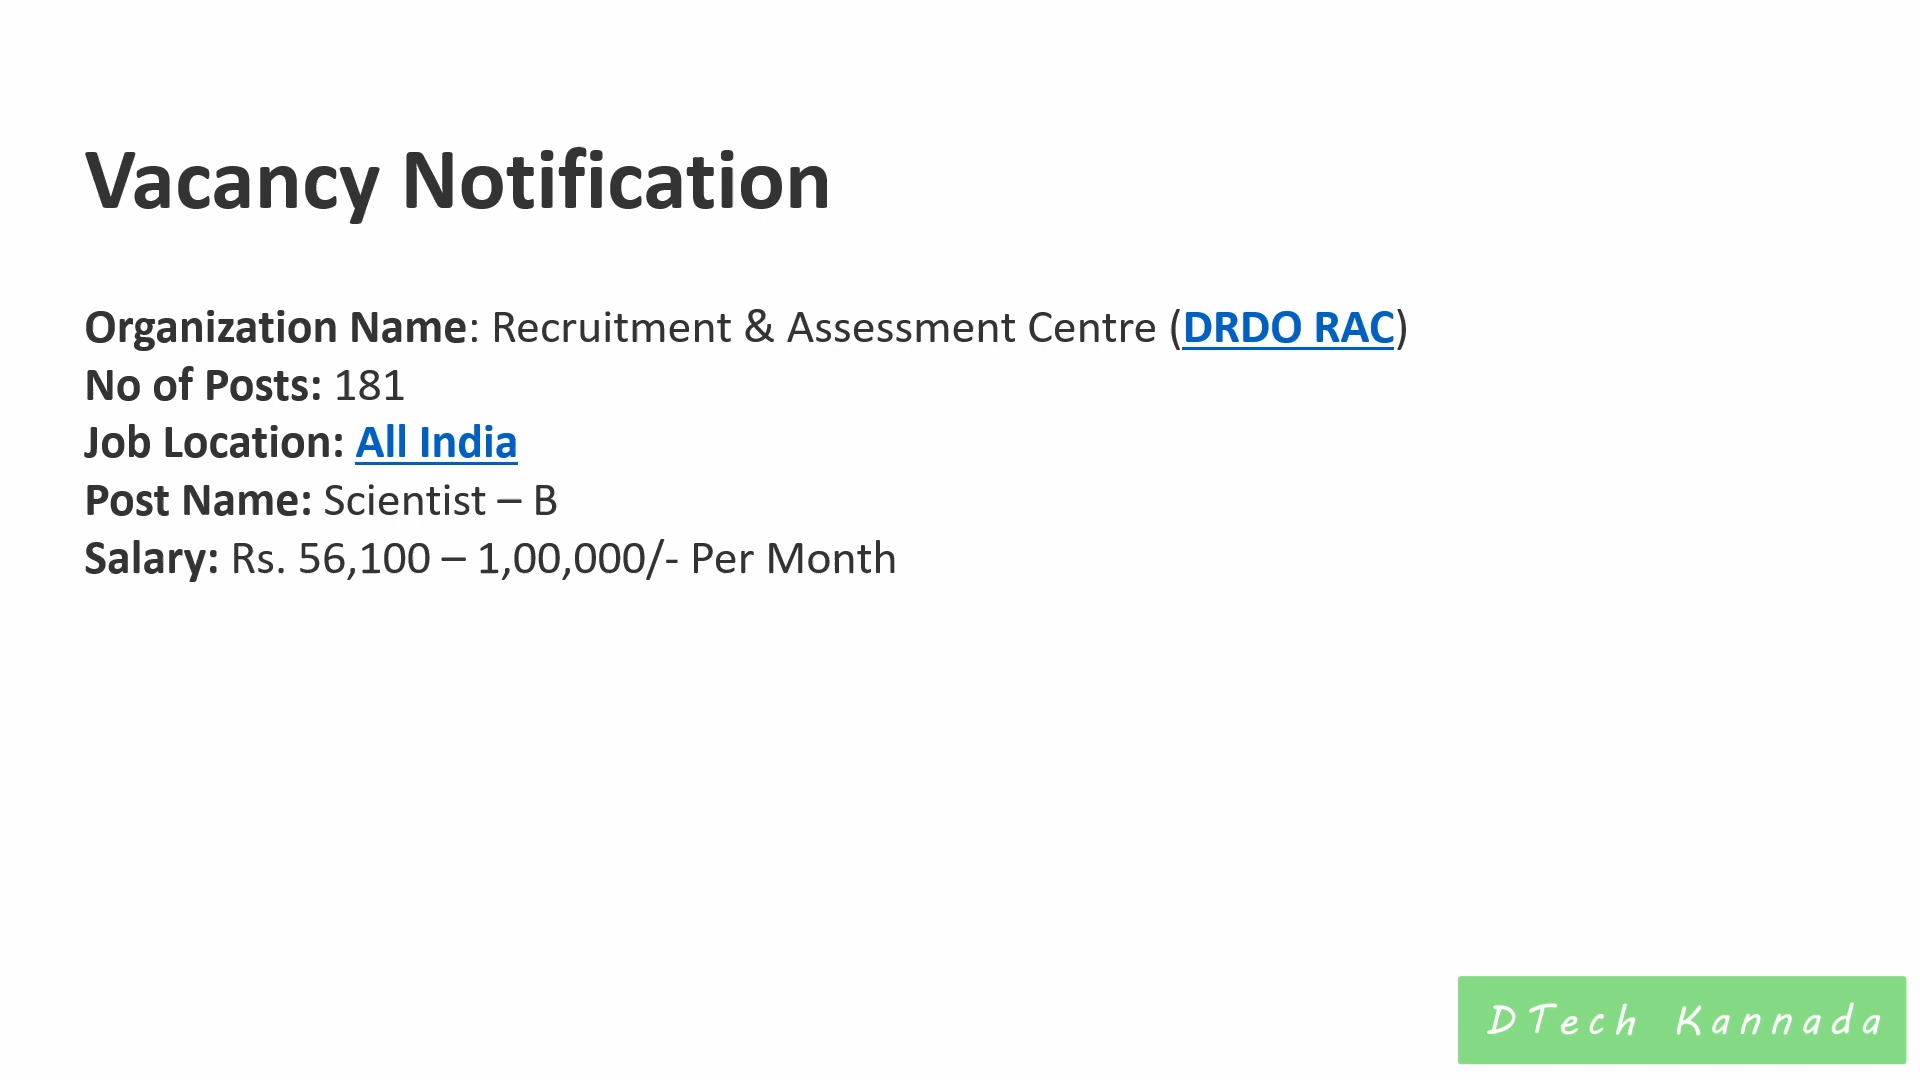 Vacancy Notification
Organization Name: Recruitment & Assessment Centre (DRDO RAC)
No of Posts: 181
Job Location: All India
Post Name: Scientist – B
Salary: Rs. 56,100 – 1,00,000/- Per Month
DTech Kannada